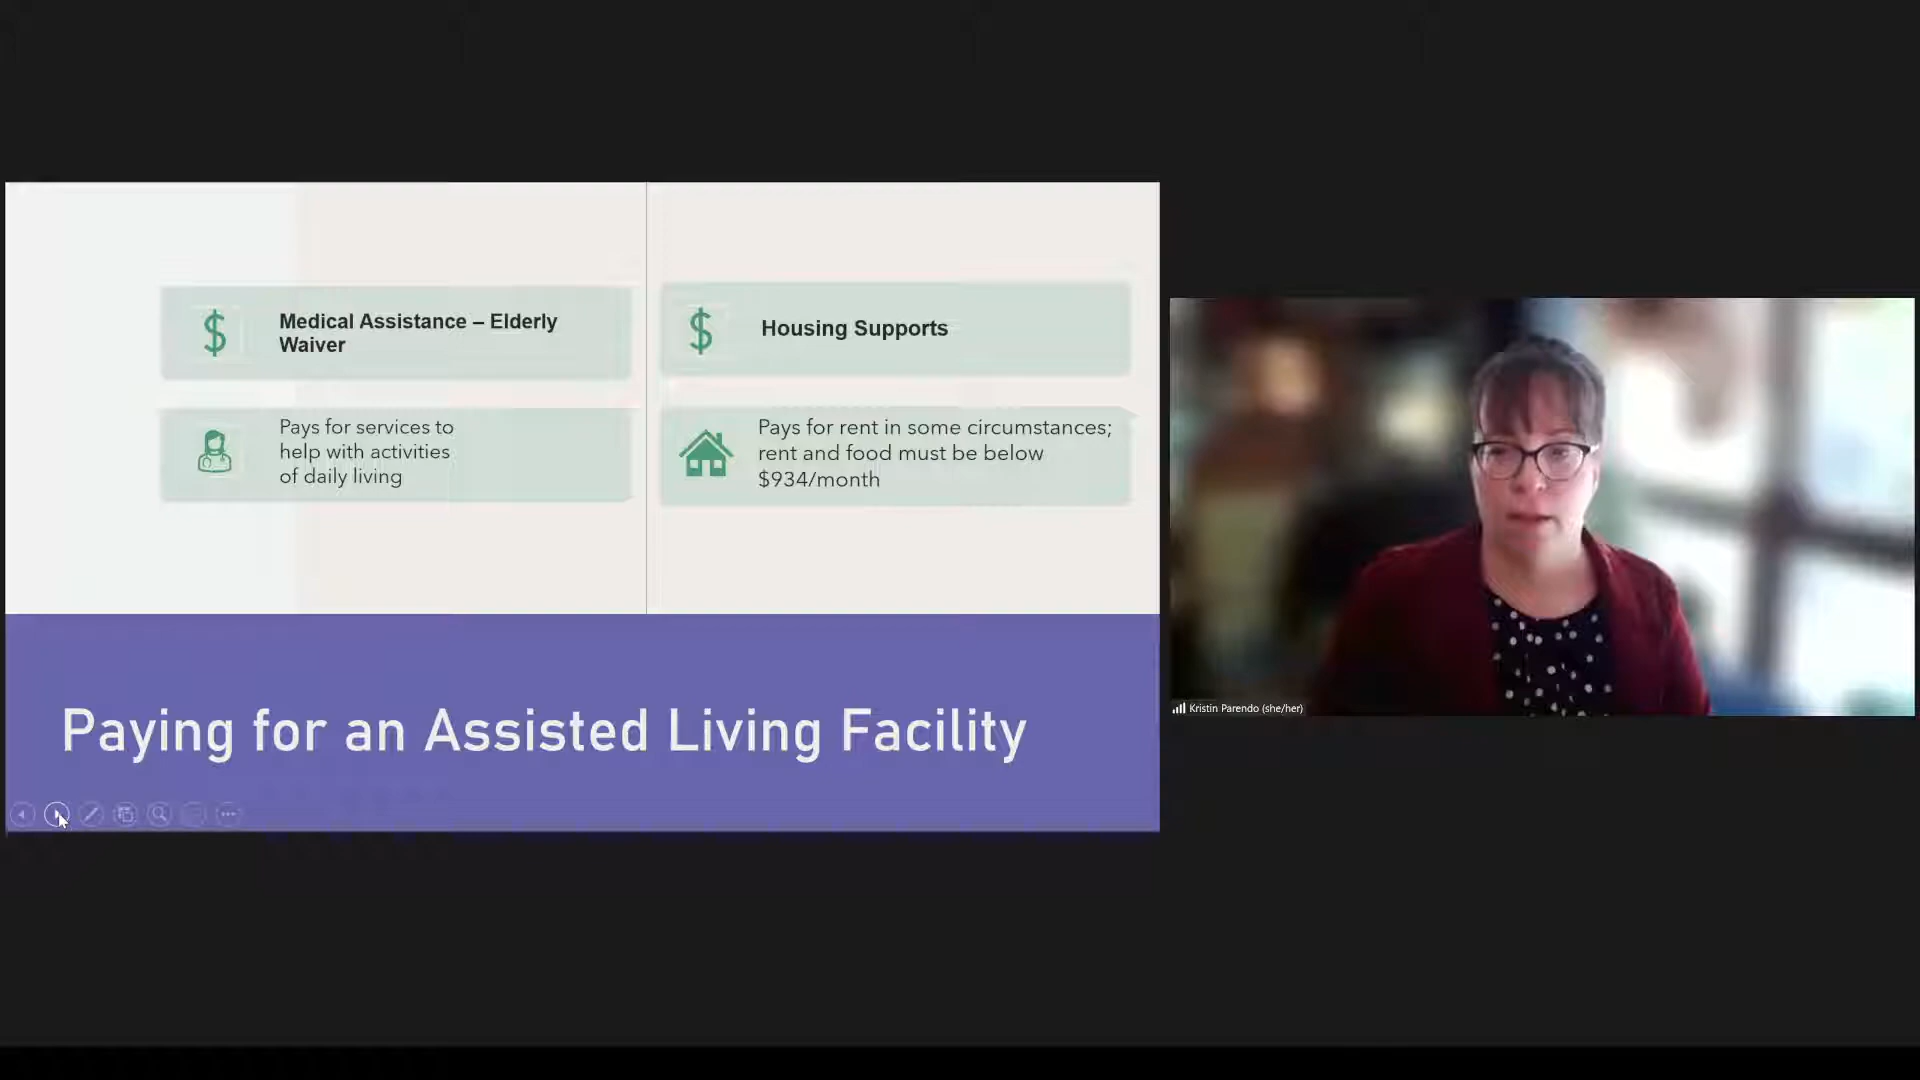 Medical Assistance – Elderly
Waiver
Pays for services to
help with activities
of daily living
Housing Supports
Pays for rent in some circumstances;
rent and food must be below
$934/month
Paying for an Assisted Living Facility
Kristin Parendo (she/her)